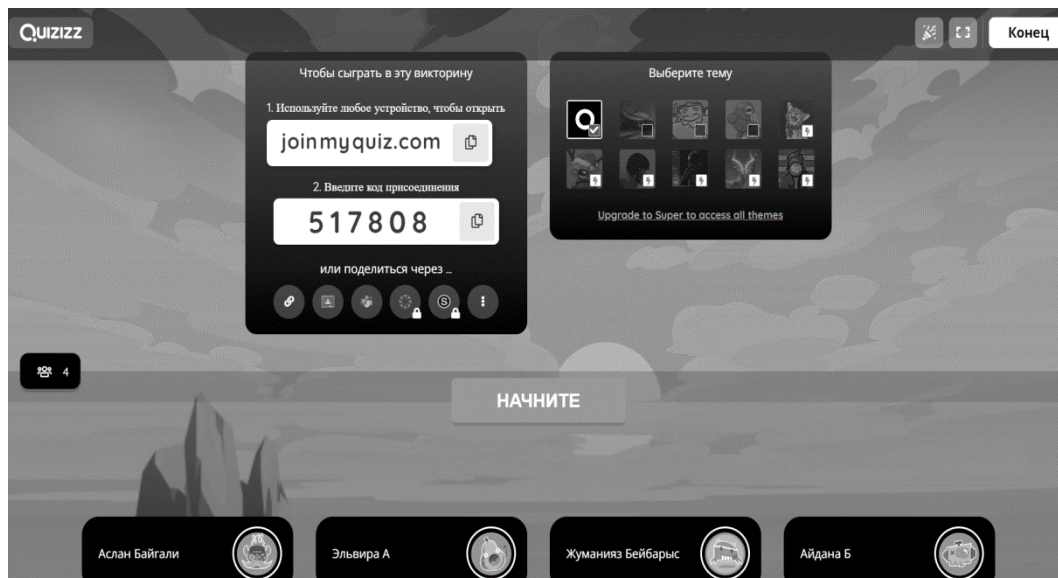 QUIZIZZ
Конец
Чтобы сыграть в эту викторину
1. Используйте любое устройство, чтобы открыть
joinmyquiz.com
2. Введите код присоединения
517808
или поделиться через ...
Выберите тему
Upgrade to Super to access all themes
4
НАЧНИТЕ
Аслан Байгали
Эльвира А
Жуманияз Бейбарыс
Айдана Б